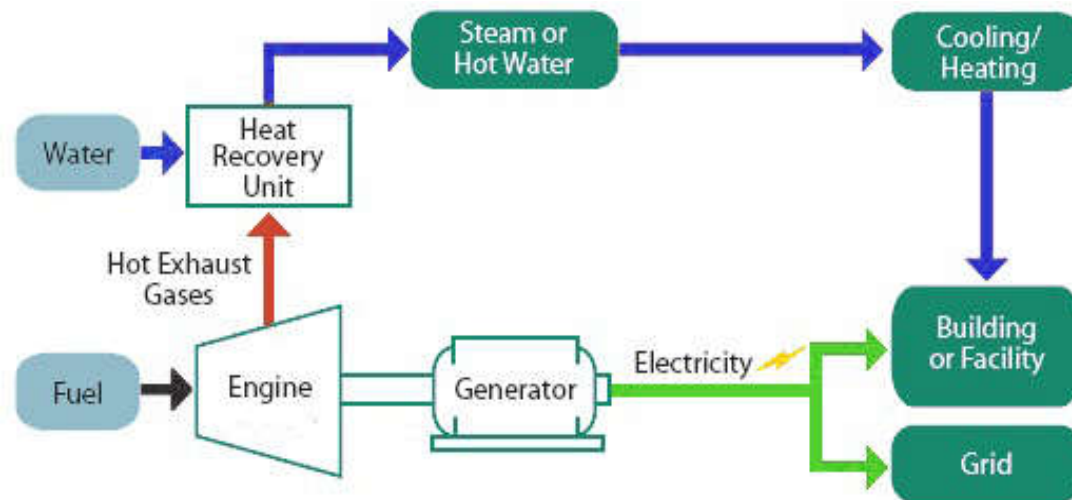 Steam or
Hot Water
Cooling/
Heating
Water
Heat
Recovery
Unit
Hot Exhaust
Gases
Fuel
Engine
Generator
Electricity
Building
or Facility
Grid